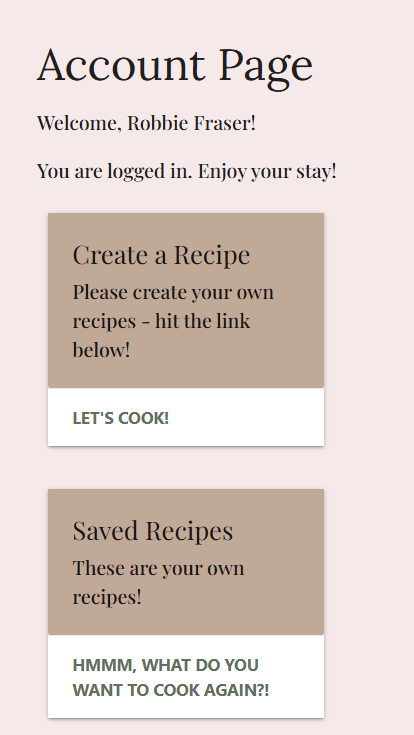 Account Page
Welcome, Robbie Fraser!
You are logged in. Enjoy your stay!
Create a Recipe
Please create your own
recipes - hit the link
below!
LET'S COOK!
Saved Recipes
These are your own
recipes!
HMMM, WHAT DO YOU
WANT TO COOK AGAIN?!